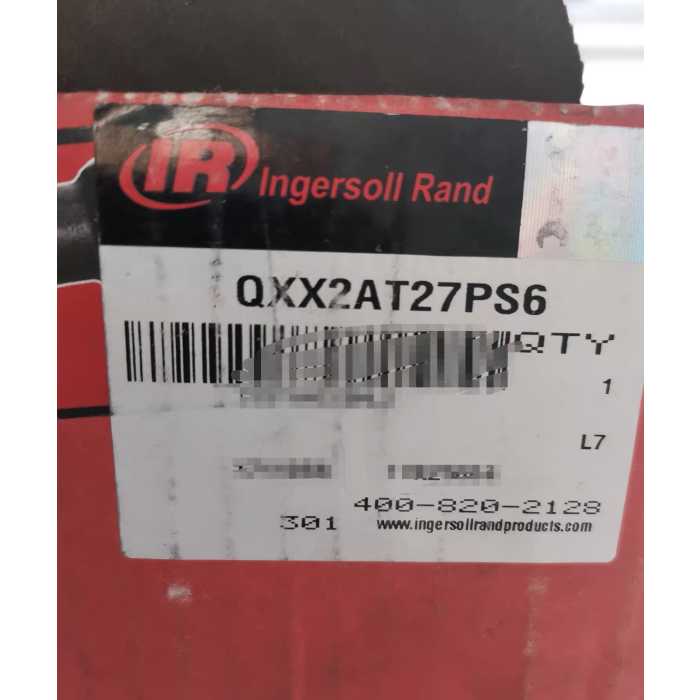 IR Ingersoll Rand
QXX2AT27PS6
QTY
1
L7
400-820-2128
301
www.ingersollrandproducts.com